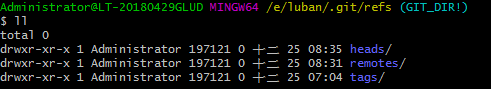 Administrator@LT-20180429GLUD MINGW64 /e/luban/.git/refs (GIT_DIR!)
$ ll
total 0
drwxr-xr-x 1 Administrator 197121 0 十二 25 08:35 heads/
drwxr-xr-x 1 Administrator 197121 0 十二 25 08:31 remotes/
drwxr-xr-x 1 Administrator 197121 0 十二 25 07:04 tags/